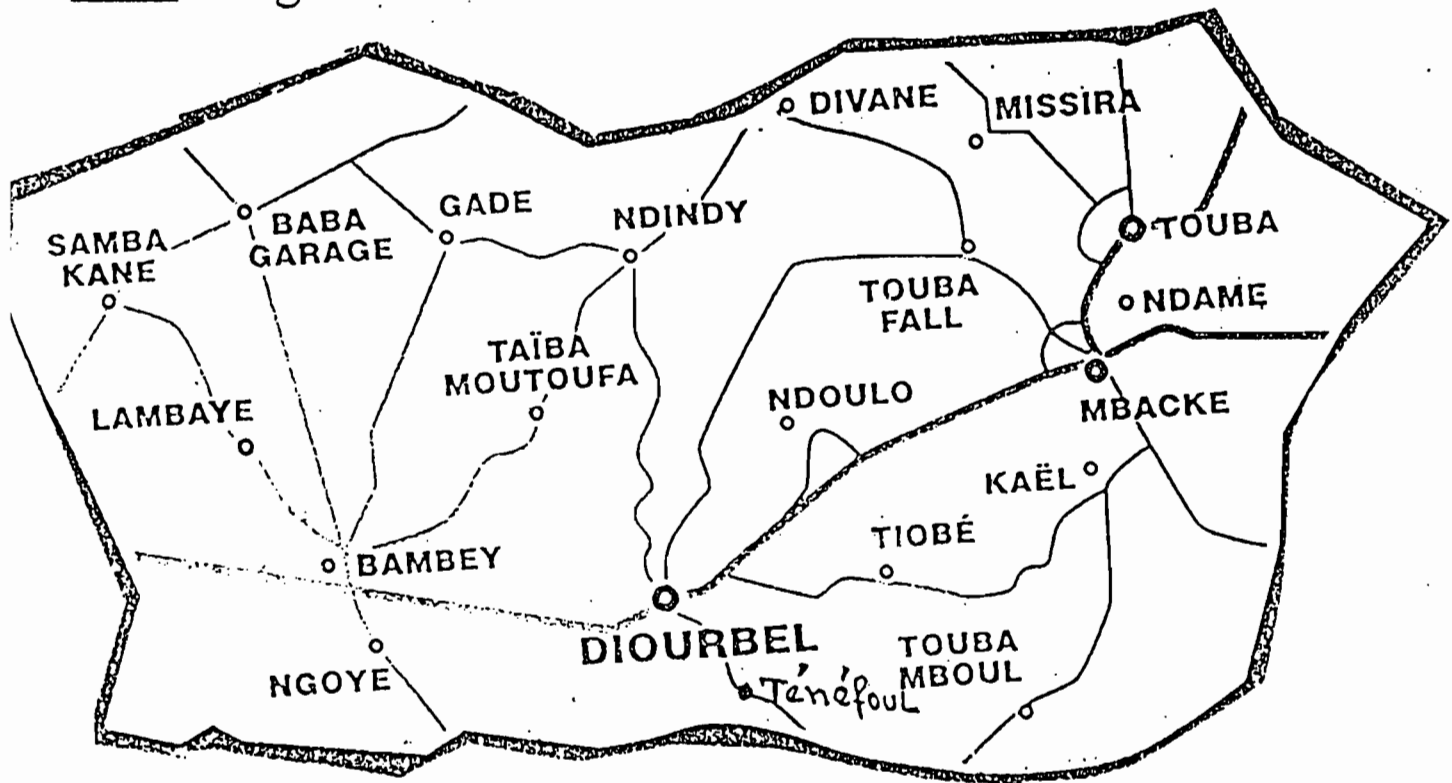 DIVANE
MISSIRA
GADE
NDINDY
BABA
GARAGE
SAMBA
KANE
TOUBA
NDAME
TOUBA
FALL
TAÏBA
MOUTOUFA
LAMBAYE
NDOULO
MBACKE
KAËL
TIOBÉ
BAMBEY
DIOURBEL
TOUBA
MBOUL
NGOYE
Ténéfoul